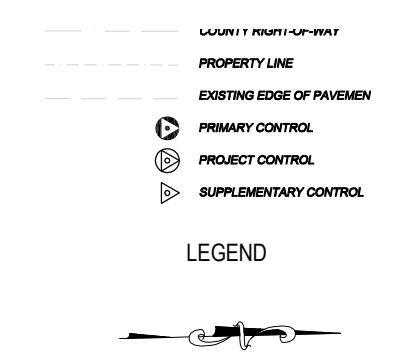 COUNTY RIGHT-OF-WAY
PROPERTY LINE
EXISTING EDGE OF PAVEMEN
PRIMARY CONTROL
PROJECT CONTROL
SUPPLEMENTARY CONTROL
LEGEND